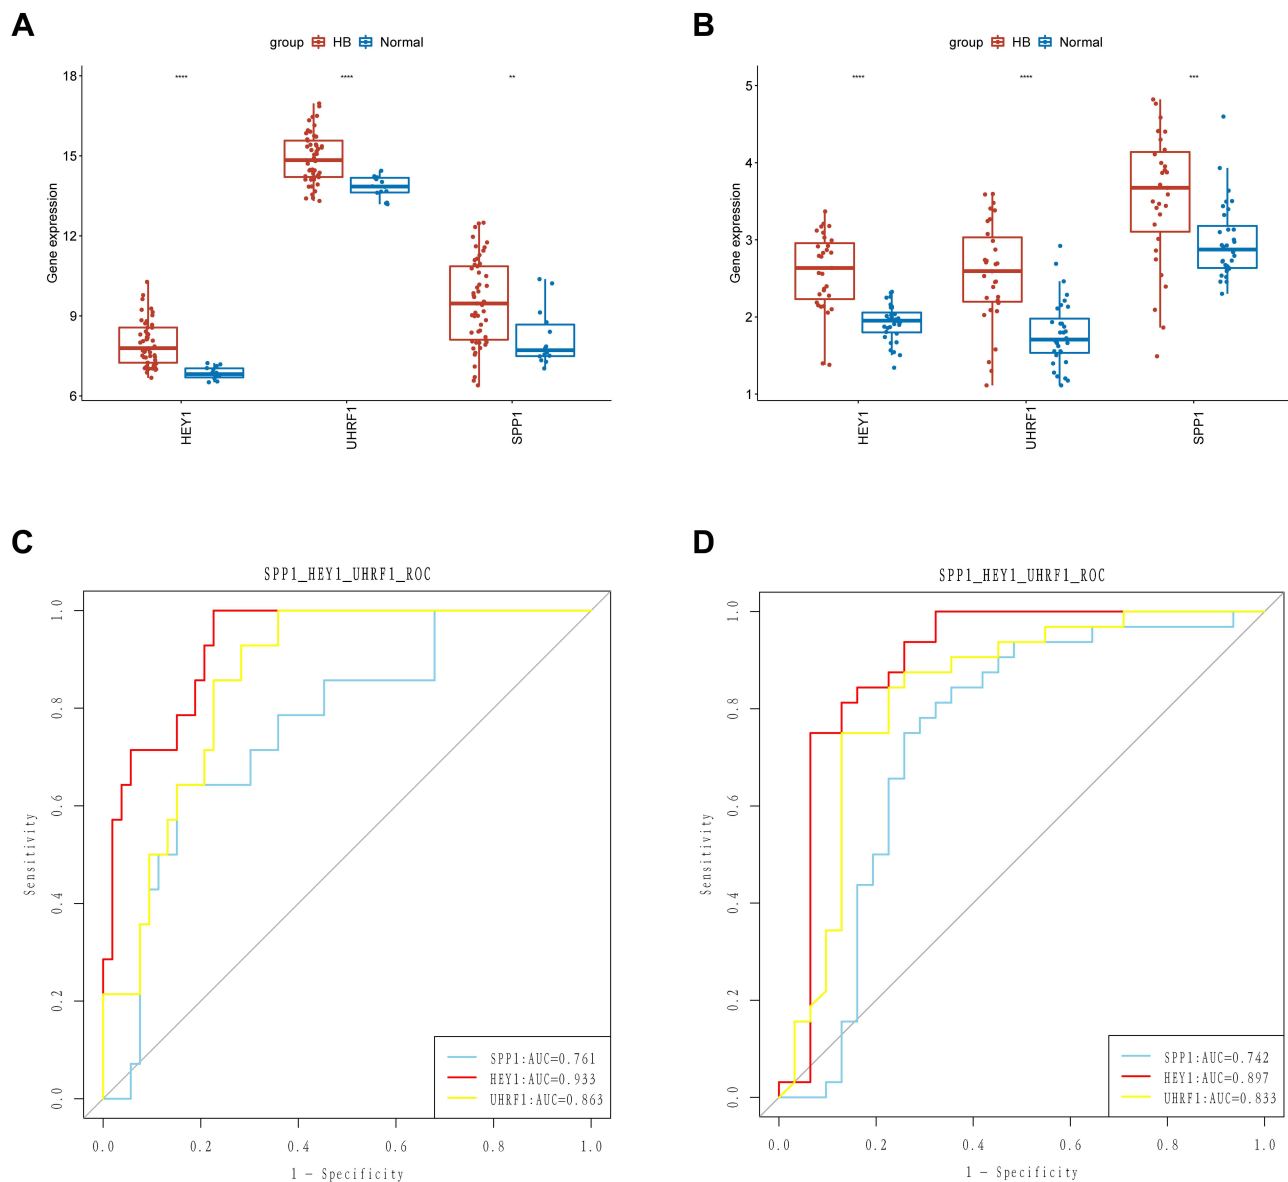 A
group HB Normal
Gene expression
18
15
12
9
6
****
****
**
HEY1
UHRF1
SPP1
B
group HB Normal
Gene expression
5
4
3
2
1
****
****
***
HEY1
UHRF1
SPP1
C
SPP1_HEY1_UHRF1_ROC
Sensitivity
1.0
0.8
0.6
0.4
0.2
0.0
SPP1:AUC=0.761
HEY1:AUC=0.933
UHRF1:AUC=0.863
0.0 0.2 0.4 0.6 0.8 1.0
1 − Specificity
D
SPP1_HEY1_UHRF1_ROC
Sensitivity
1.0
0.8
0.6
0.4
0.2
0.0
SPP1:AUC=0.742
HEY1:AUC=0.897
UHRF1:AUC=0.833
0.0 0.2 0.4 0.6 0.8 1.0
1 − Specificity